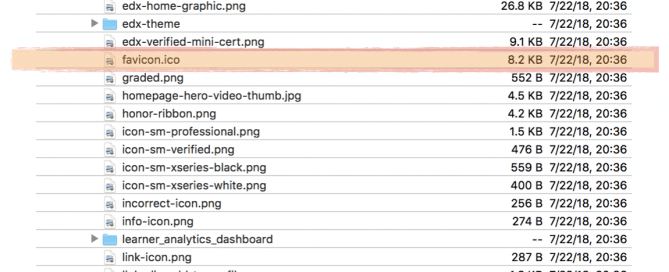 edx-home-graphic.png 26.8 KB 7/22/18, 20:36
edx-theme -- 7/22/18, 20:36
edx-verified-mini-cert.png 9.1 KB 7/22/18, 20:36
favicon.ico 8.2 KB 7/22/18, 20:36
graded.png 552 B 7/22/18, 20:36
homepage-hero-video-thumb.jpg 4.5 KB 7/22/18, 20:36
honor-ribbon.png 4.2 KB 7/22/18, 20:36
icon-sm-professional.png 1.5 KB 7/22/18, 20:36
icon-sm-verified.png 476 B 7/22/18, 20:36
icon-sm-xseries-black.png 559 B 7/22/18, 20:36
icon-sm-xseries-white.png 400 B 7/22/18, 20:36
incorrect-icon.png 256 B 7/22/18, 20:36
info-icon.png 274 B 7/22/18, 20:36
learner_analytics_dashboard -- 7/22/18, 20:36
link-icon.png 287 B 7/22/18, 20:36